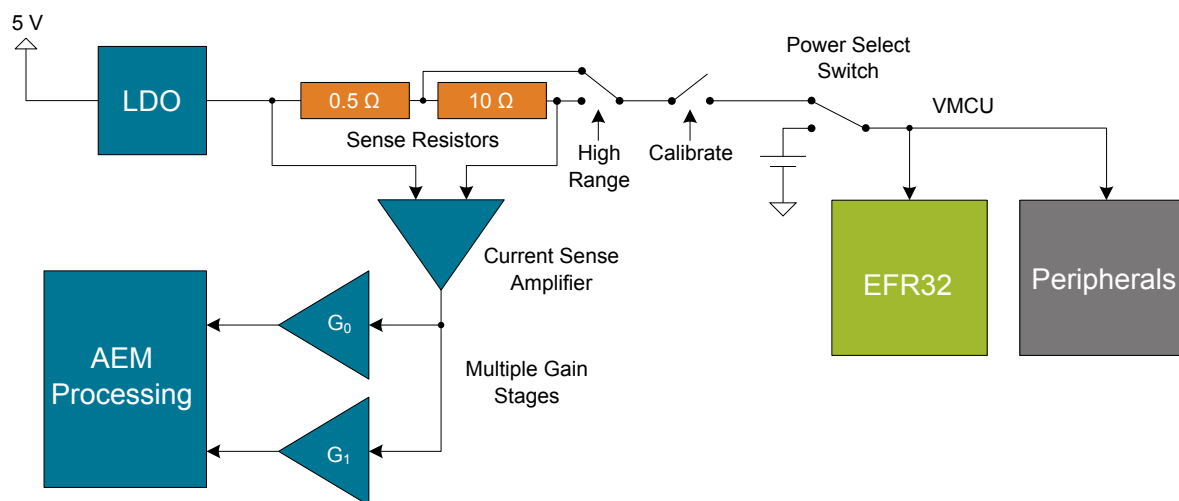 5 V
LDO
0.5 Ω
10 Ω
Sense Resistors
High
Range
Calibrate
Power Select
Switch
VMCU
Current Sense
Amplifier
EFR32
Peripherals
G₀
AEM
Processing
Multiple Gain
Stages
G₁